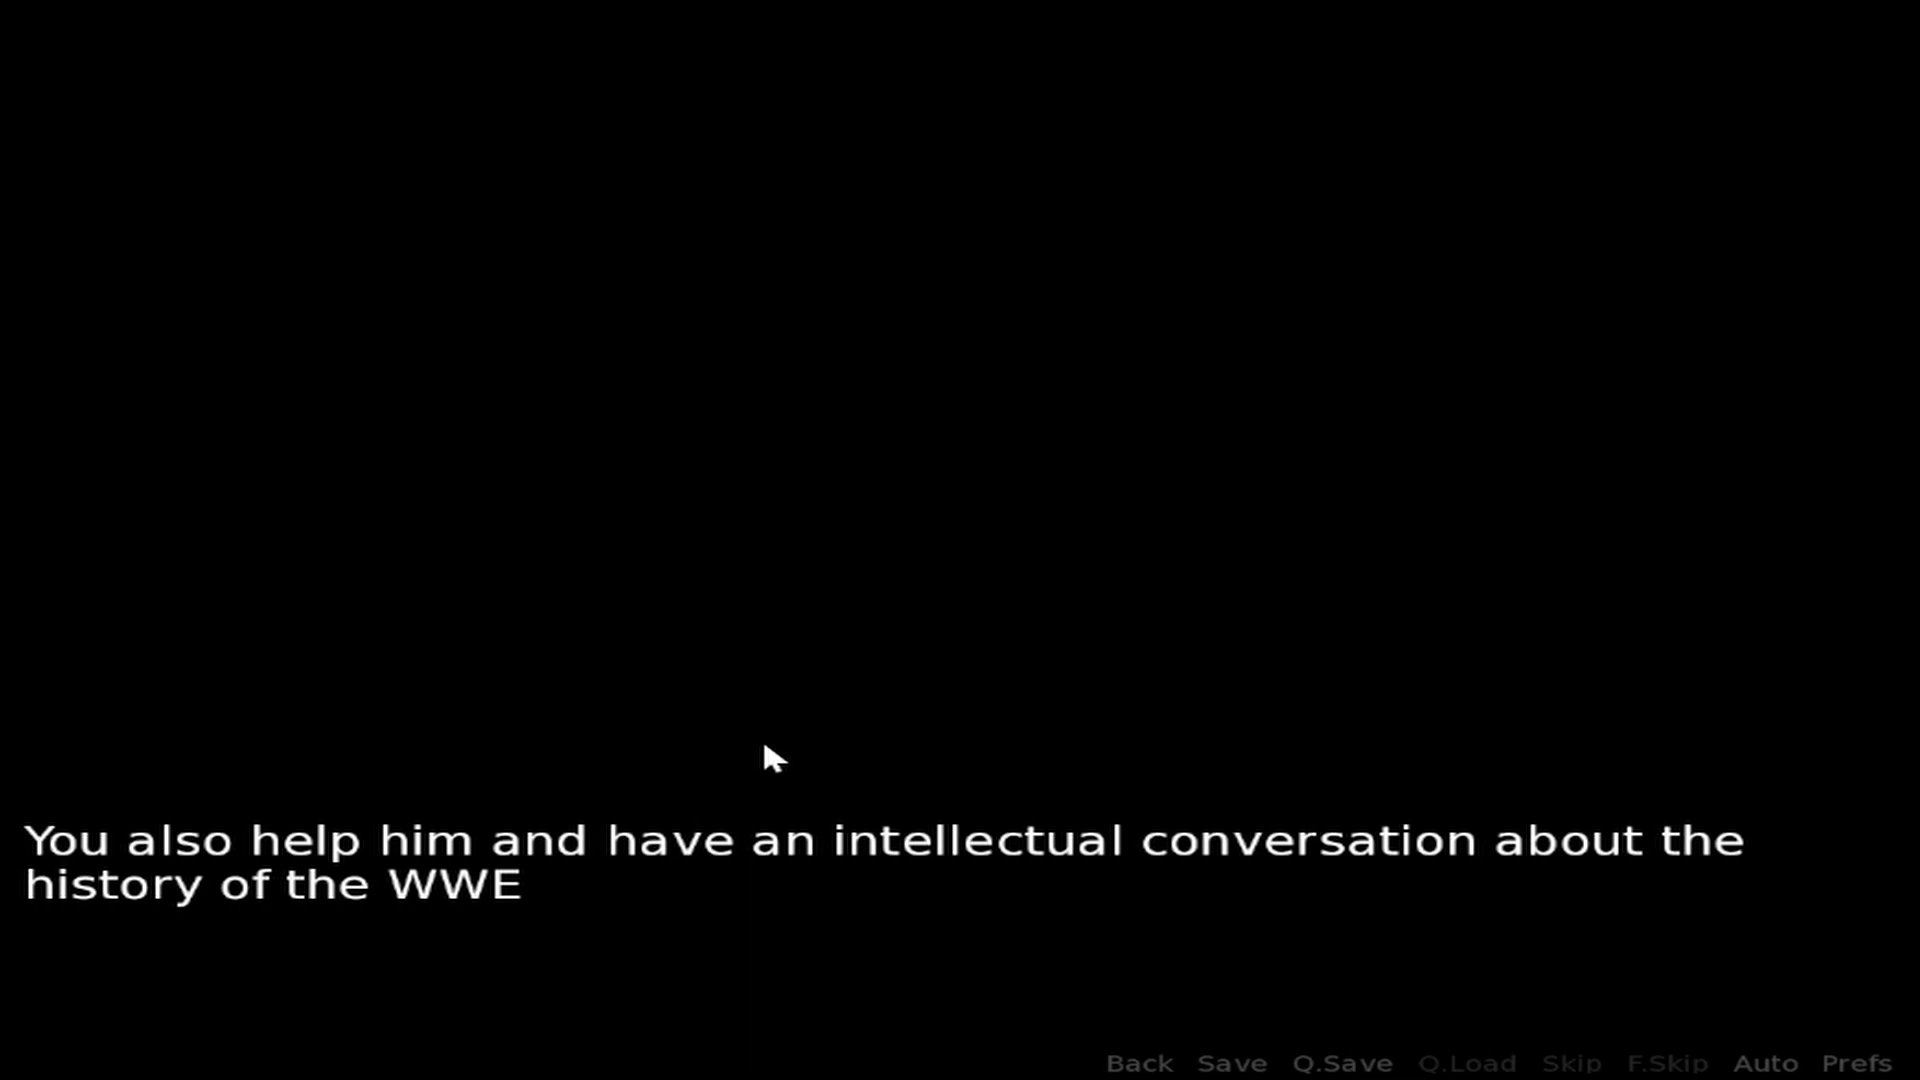 You also help him and have an intellectual conversation about the
history of the WWE
Back Save Q.Save Q.Load Skip F.Skip Auto Prefs